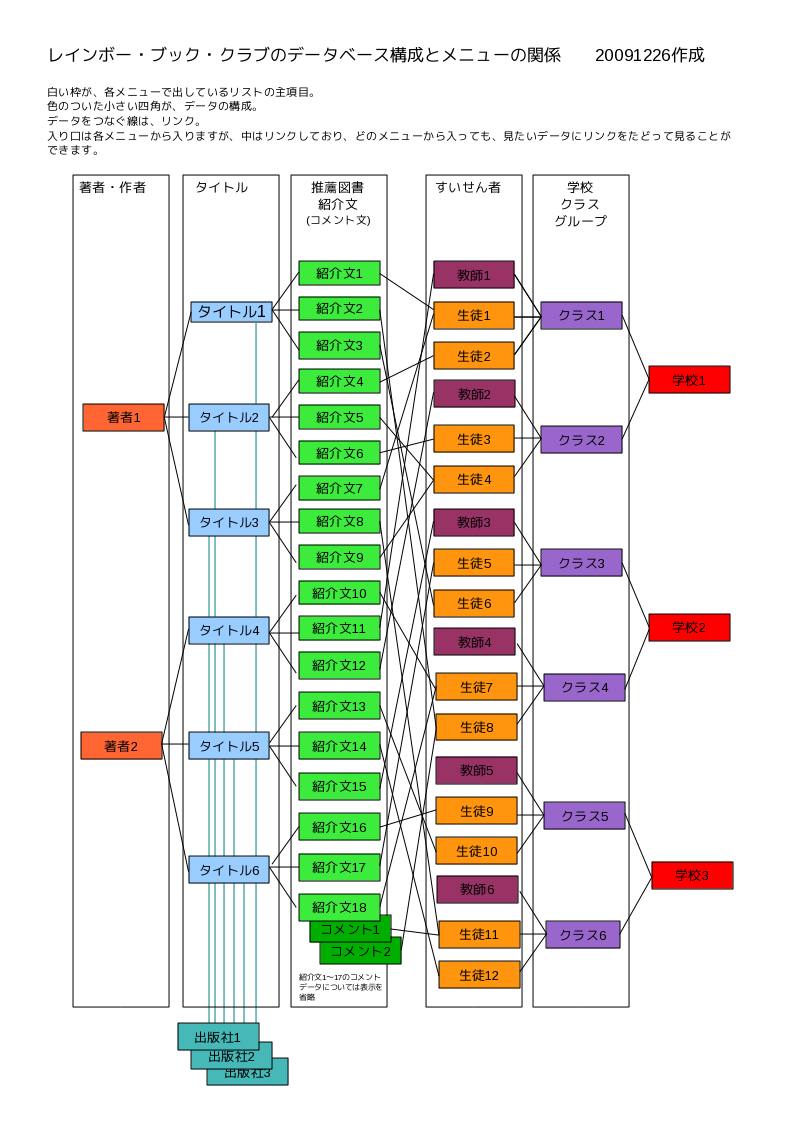 レインボー・ブック・クラブのデータベース構成とメニューの関係　　20091226作成
白い枠が、各メニューで出しているリストの主項目。
色のついた小さい四角が、データの構成。
データをつなぐ線は、リンク。
入り口は各メニューから入りますが、中はリンクしており、どのメニューから入っても、見たいデータにリンクをたどって見ることが
できます。
著者・作者
タイトル
推薦図書
紹介文
(コメント文)
すいせん者
学校
クラス
グループ
著者1
著者2
タイトル1
タイトル2
タイトル3
タイトル4
タイトル5
タイトル6
紹介文1
紹介文2
紹介文3
紹介文4
紹介文5
紹介文6
紹介文7
紹介文8
紹介文9
紹介文10
紹介文11
紹介文12
紹介文13
紹介文14
紹介文15
紹介文16
紹介文17
紹介文18
コメント1
コメント2
紹介文1～17のコメント
データについては表示を
省略
教師1
生徒1
生徒2
教師2
生徒3
生徒4
教師3
生徒5
生徒6
教師4
生徒7
生徒8
教師5
生徒9
生徒10
教師6
生徒11
生徒12
クラス1
クラス2
クラス3
クラス4
クラス5
クラス6
学校1
学校2
学校3
出版社1
出版社2
出版社3